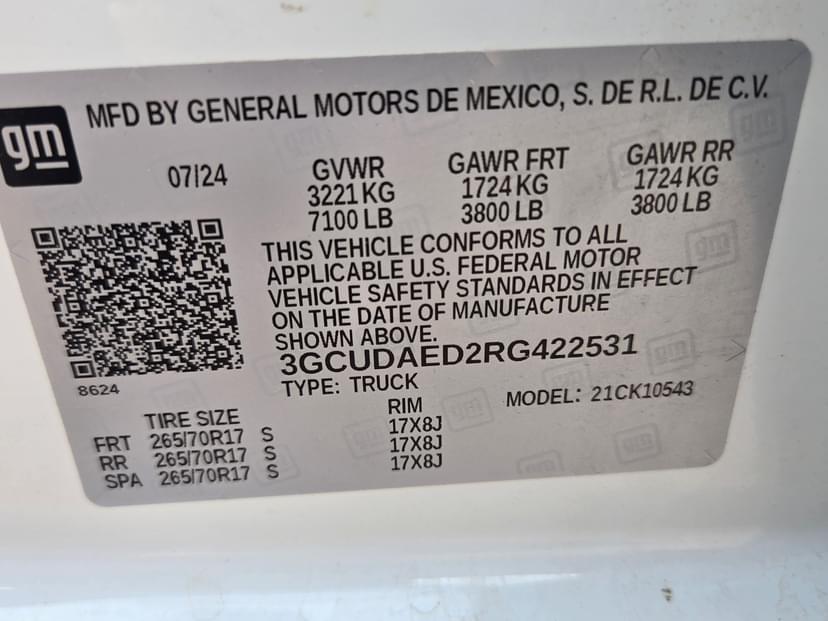 MFD BY GENERAL MOTORS DE MEXICO, S. DE R.L. DE C.V.
gm
07/24
GVWR
3221 KG
7100 LB
GAWR FRT
1724 KG
3800 LB
GAWR RR
1724 KG
3800 LB
THIS VEHICLE CONFORMS TO ALL
APPLICABLE U.S. FEDERAL MOTOR
VEHICLE SAFETY STANDARDS IN EFFECT
ON THE DATE OF MANUFACTURE
SHOWN ABOVE.
3GCUDAED2RG422531
8624
TYPE: TRUCK
MODEL: 21CK10543
TIRE SIZE RIM
FRT 265/70R17 S 17X8J
RR 265/70R17 S 17X8J
SPA 265/70R17 S 17X8J